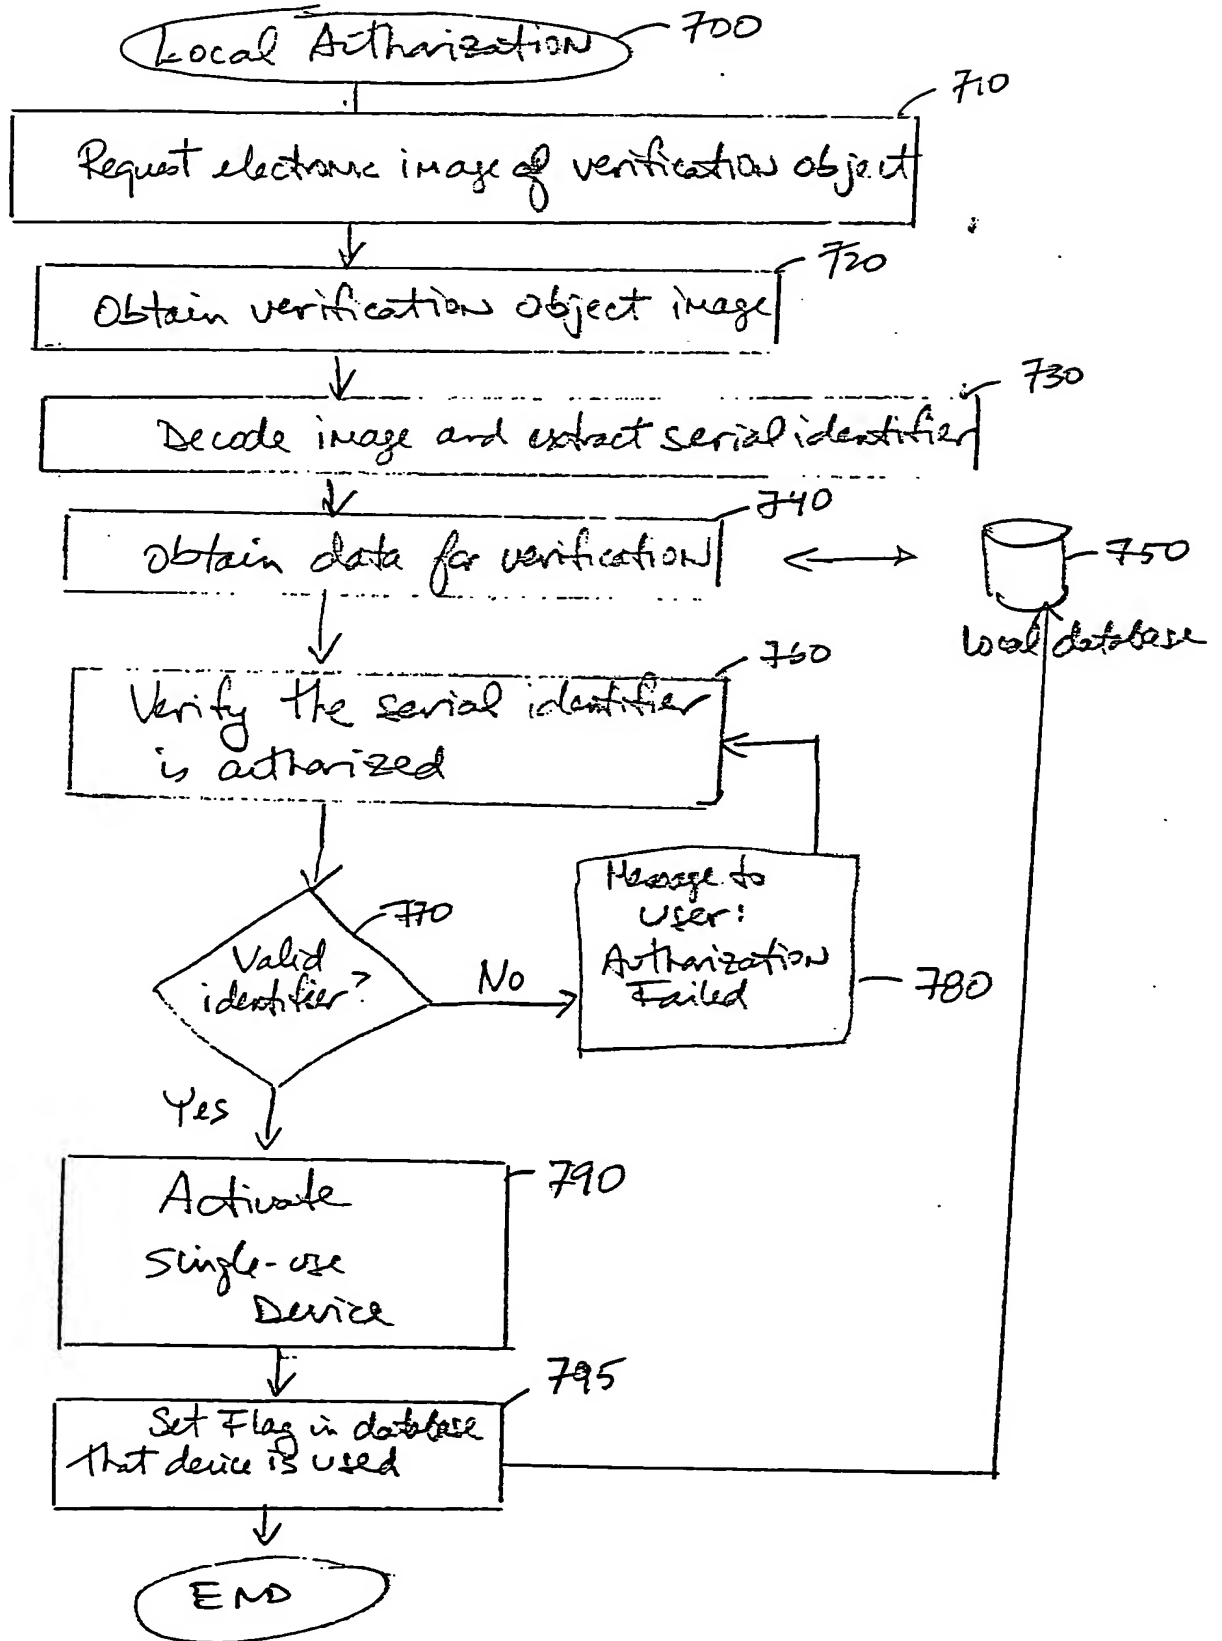 Local Authorization
700
710
Request electronic image of verification object
720
Obtain verification object image
730
Decode image and extract serial identifier
740
Obtain data for verification
750
local database
760
Verify the serial identifier
is authorized
770
Valid
identifier?
No
Message to
User:
Authorization
Failed
780
Yes
790
Activate
Single-use
Device
795
Set Flag in database
that device is used
END